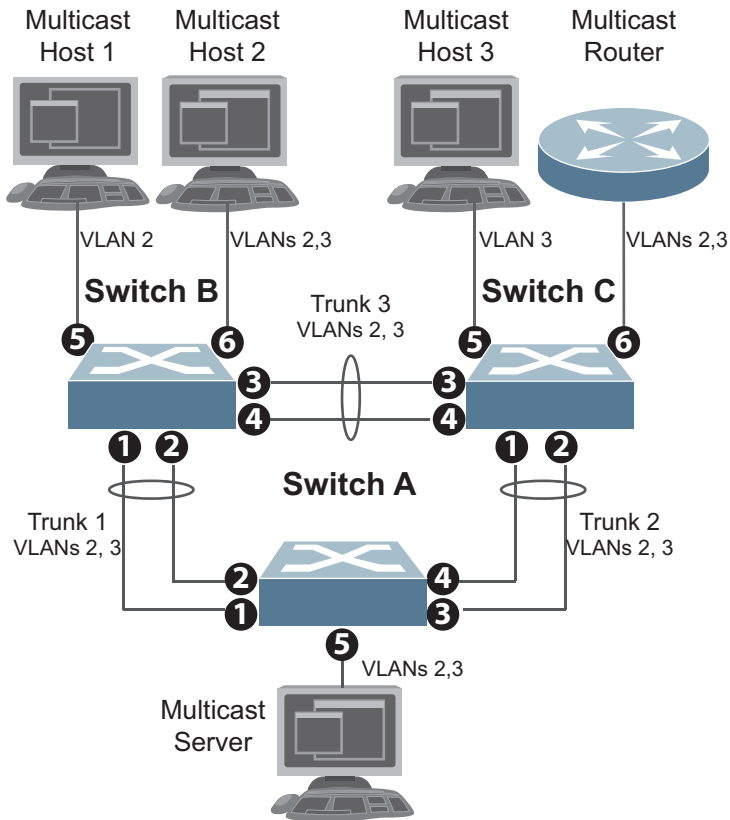 Multicast
Host 1
Multicast
Host 2
Multicast
Host 3
Multicast
Router
VLAN 2
VLANs 2,3
VLAN 3
VLANs 2,3
Switch B
Trunk 3
VLANs 2, 3
Switch C
5
6
5
6
3
3
4
4
1
2
1
2
Switch A
Trunk 1
VLANs 2, 3
Trunk 2
VLANs 2, 3
2
4
1
3
5
VLANs 2,3
Multicast
Server